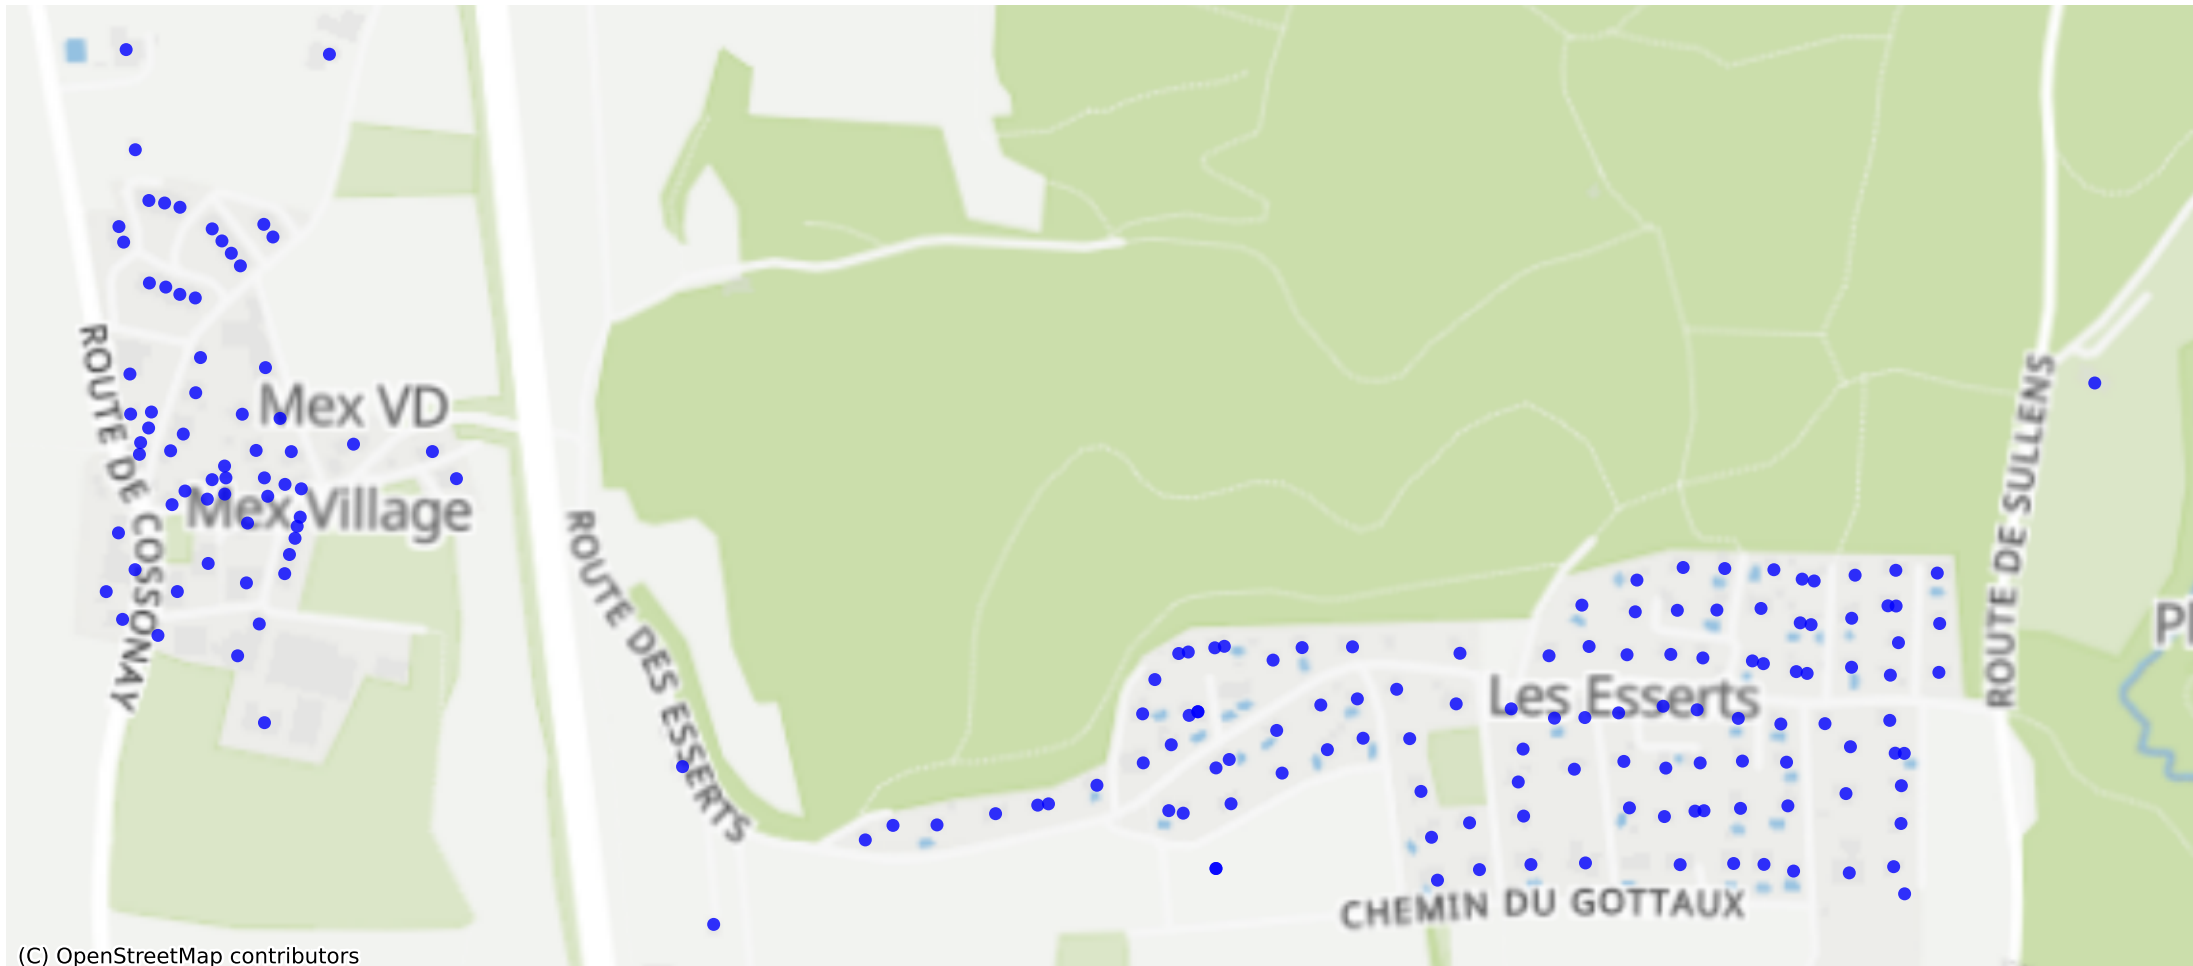 ROUTE DE COSSONAY
Mex VD
Mex Village
ROUTE DES ESSERTS
ROUTE DE SULLENS
Pl
Les Esserts
CHEMIN DU GOTTAUX
(C) OpenStreetMap contributors